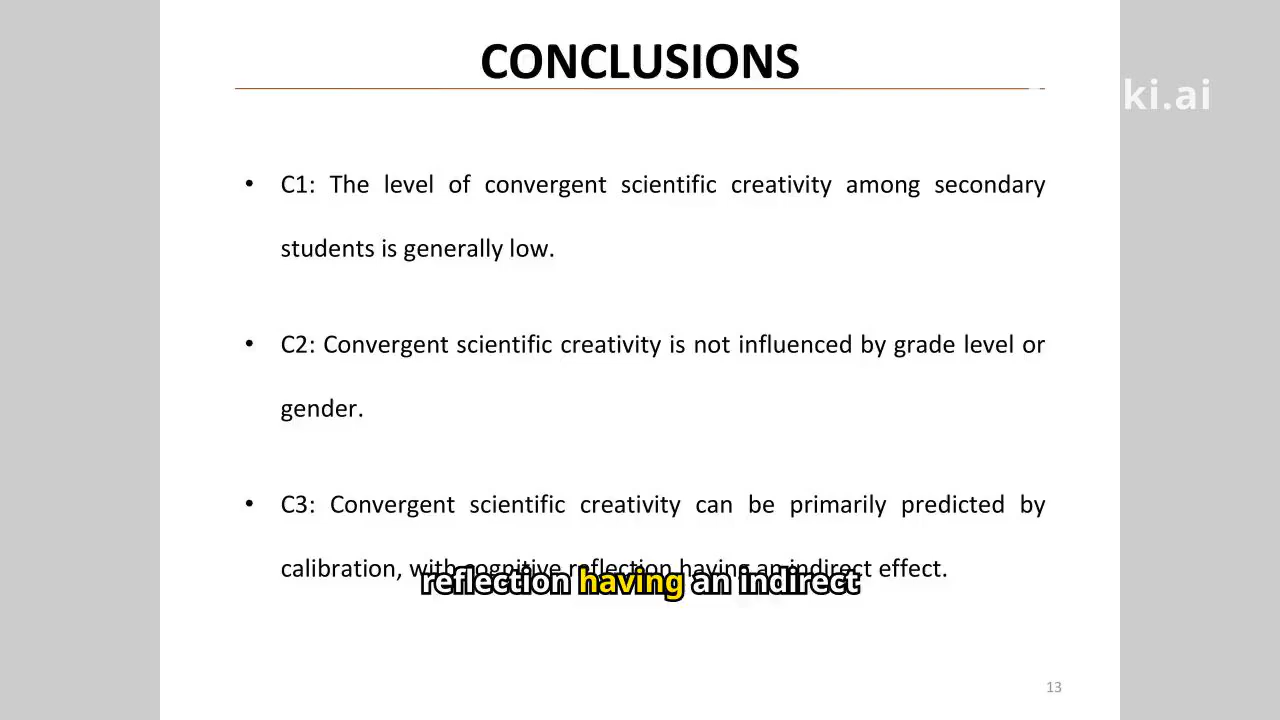 CONCLUSIONS
ki.ai
• C1: The level of convergent scientific creativity among secondary
students is generally low.
• C2: Convergent scientific creativity is not influenced by grade level or
gender.
• C3: Convergent scientific creativity can be primarily predicted by
calibration, with cognitive reflection having an indirect effect.
reflection having an indirect
13